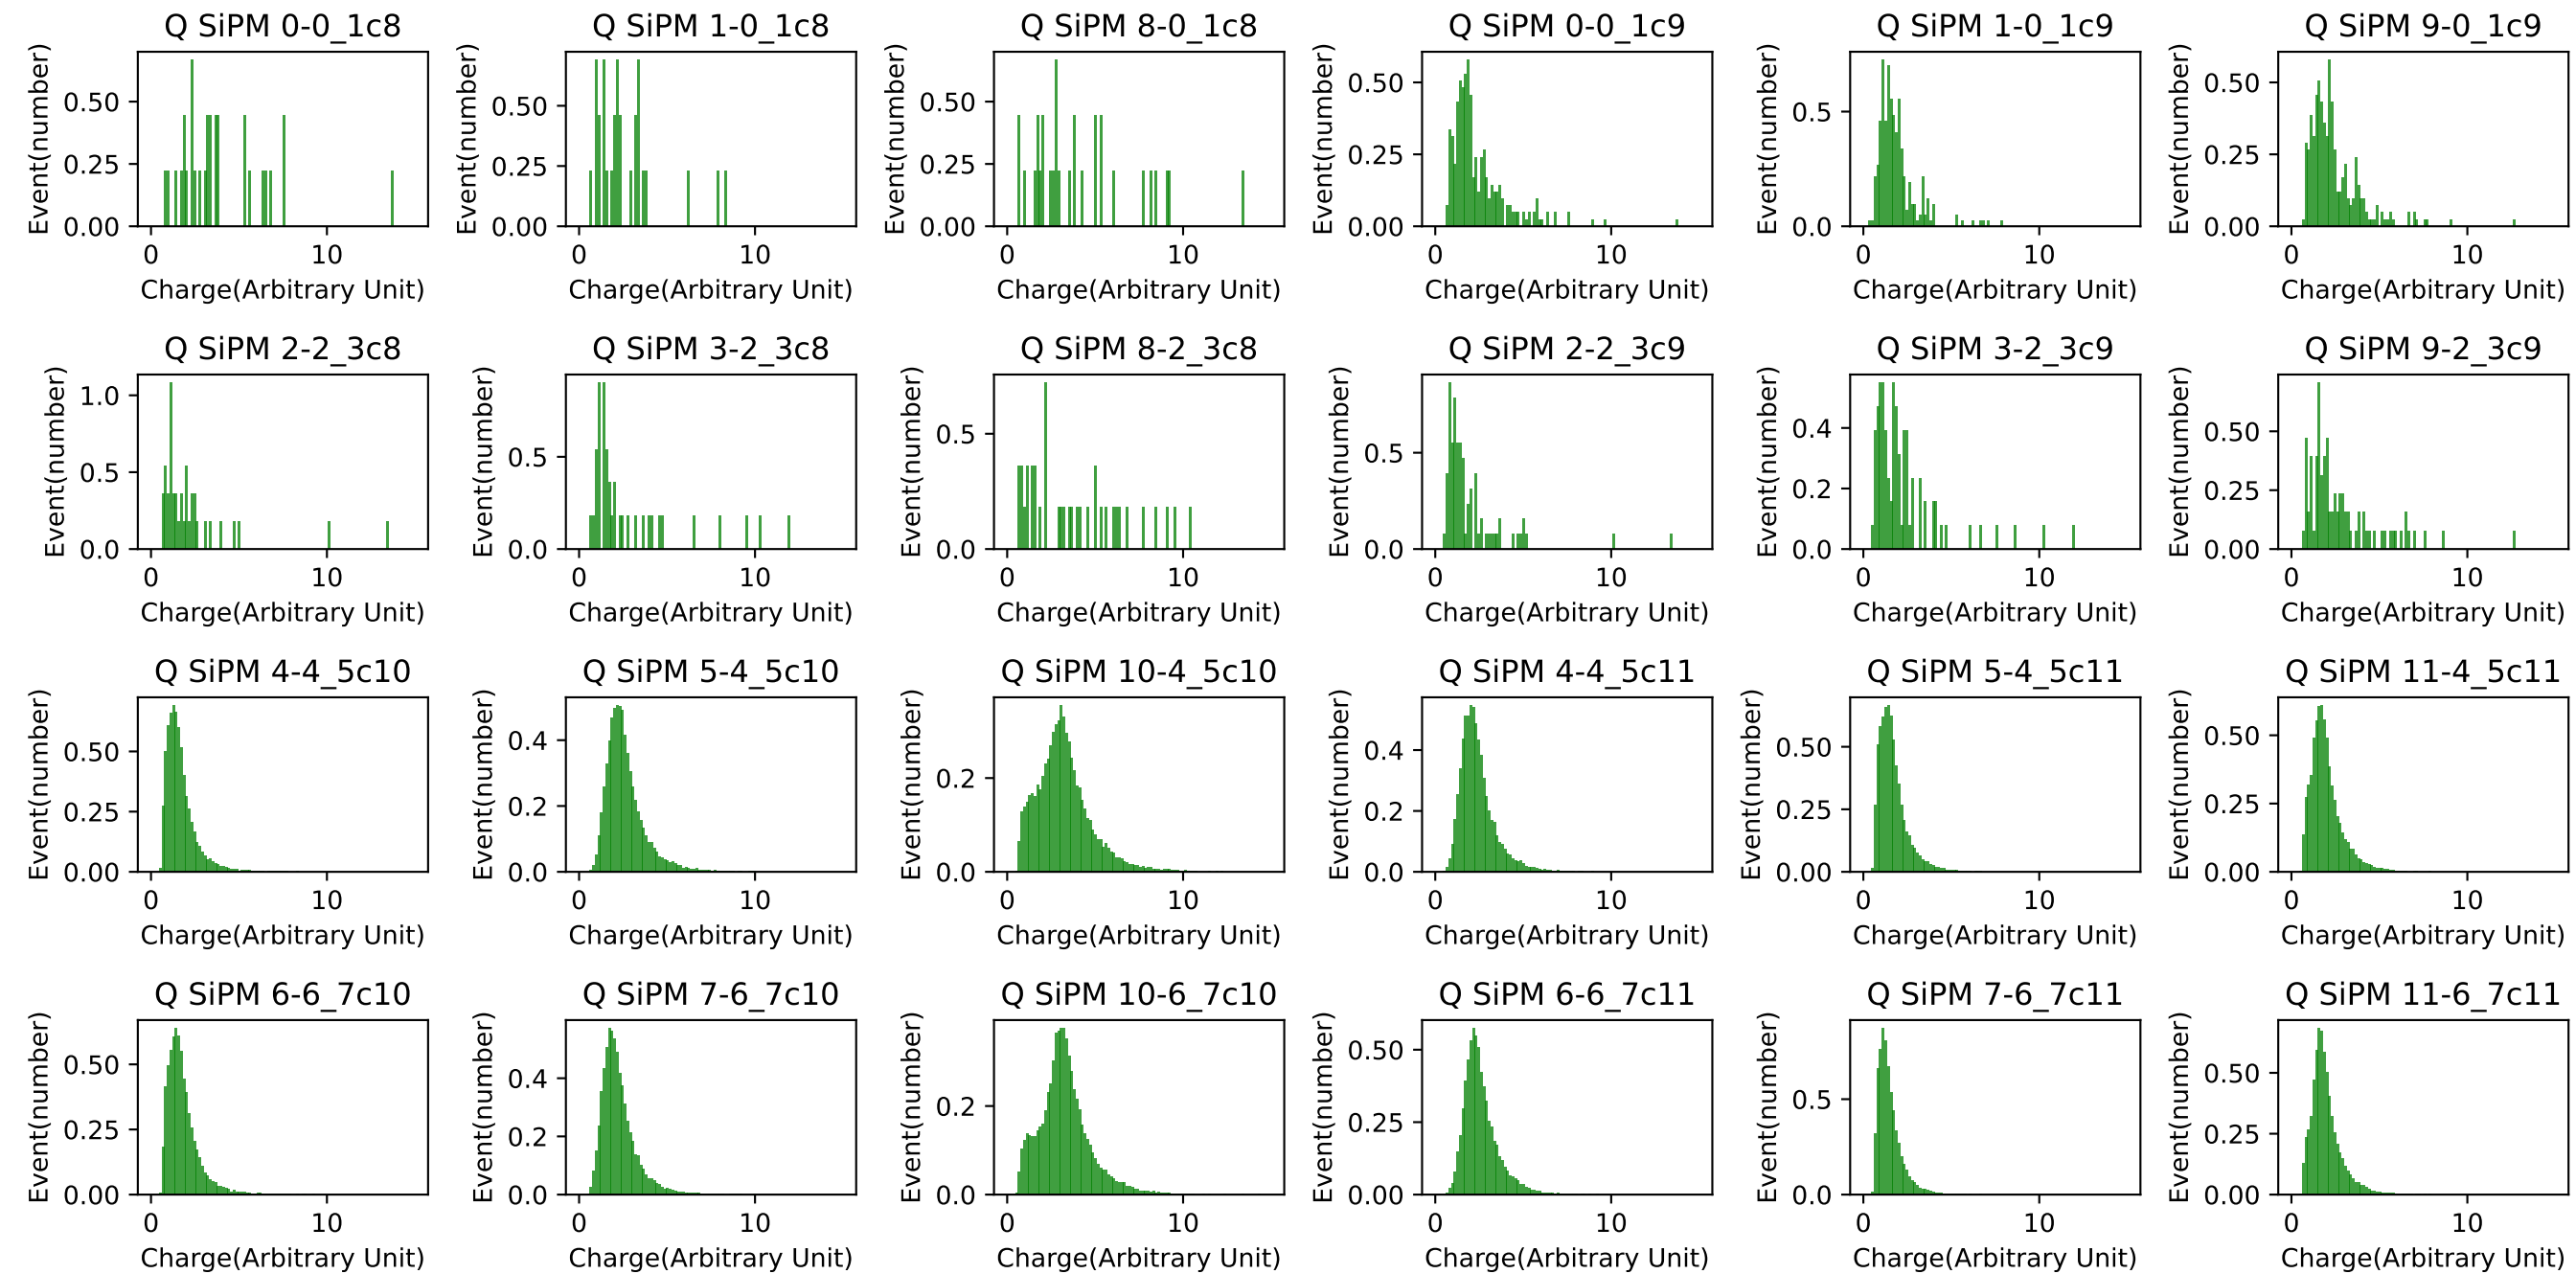 Q SiPM 0-0_1c8
Event(number)
0.50
0.25
0.00
0
10
Charge(Arbitrary Unit)
Q SiPM 1-0_1c8
Event(number)
0.50
0.25
0.00
0
10
Charge(Arbitrary Unit)
Q SiPM 8-0_1c8
Event(number)
0.50
0.25
0.00
0
10
Charge(Arbitrary Unit)
Q SiPM 0-0_1c9
Event(number)
0.50
0.25
0.00
0
10
Charge(Arbitrary Unit)
Q SiPM 1-0_1c9
Event(number)
0.5
0.0
0
10
Charge(Arbitrary Unit)
Q SiPM 9-0_1c9
Event(number)
0.50
0.25
0.00
0
10
Charge(Arbitrary Unit)
Q SiPM 2-2_3c8
Event(number)
1.0
0.5
0.0
0
10
Charge(Arbitrary Unit)
Q SiPM 3-2_3c8
Event(number)
0.5
0.0
0
10
Charge(Arbitrary Unit)
Q SiPM 8-2_3c8
Event(number)
0.5
0.0
0
10
Charge(Arbitrary Unit)
Q SiPM 2-2_3c9
Event(number)
0.5
0.0
0
10
Charge(Arbitrary Unit)
Q SiPM 3-2_3c9
Event(number)
0.4
0.2
0.0
0
10
Charge(Arbitrary Unit)
Q SiPM 9-2_3c9
Event(number)
0.50
0.25
0.00
0
10
Charge(Arbitrary Unit)
Q SiPM 4-4_5c10
Event(number)
0.50
0.25
0.00
0
10
Charge(Arbitrary Unit)
Q SiPM 5-4_5c10
Event(number)
0.4
0.2
0.0
0
10
Charge(Arbitrary Unit)
Q SiPM 10-4_5c10
Event(number)
0.2
0.0
0
10
Charge(Arbitrary Unit)
Q SiPM 4-4_5c11
Event(number)
0.4
0.2
0.0
0
10
Charge(Arbitrary Unit)
Q SiPM 5-4_5c11
Event(number)
0.50
0.25
0.00
0
10
Charge(Arbitrary Unit)
Q SiPM 11-4_5c11
Event(number)
0.50
0.25
0.00
0
10
Charge(Arbitrary Unit)
Q SiPM 6-6_7c10
Event(number)
0.50
0.25
0.00
0
10
Charge(Arbitrary Unit)
Q SiPM 7-6_7c10
Event(number)
0.4
0.2
0.0
0
10
Charge(Arbitrary Unit)
Q SiPM 10-6_7c10
Event(number)
0.2
0.0
0
10
Charge(Arbitrary Unit)
Q SiPM 6-6_7c11
Event(number)
0.50
0.25
0.00
0
10
Charge(Arbitrary Unit)
Q SiPM 7-6_7c11
Event(number)
0.5
0.0
0
10
Charge(Arbitrary Unit)
Q SiPM 11-6_7c11
Event(number)
0.50
0.25
0.00
0
10
Charge(Arbitrary Unit)